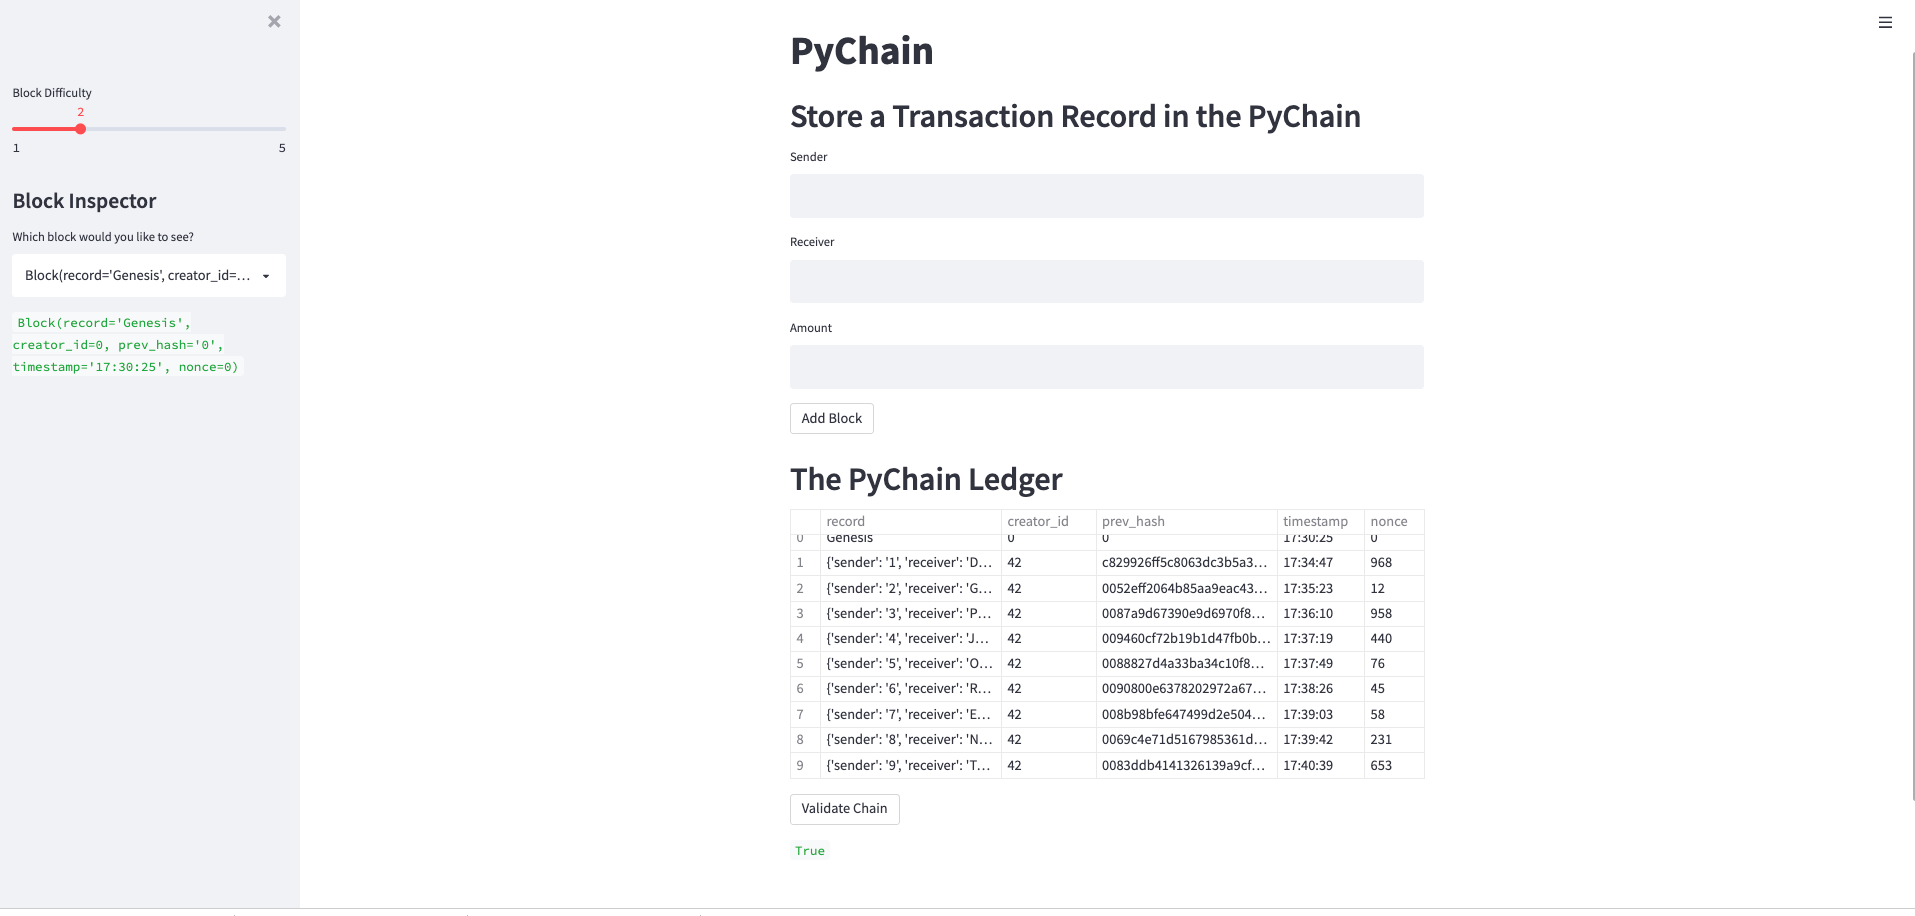 Block Difficulty
2
1 5
Block Inspector
Which block would you like to see?
Block(record='Genesis', creator_id=...
Block(record='Genesis',
creator_id=0, prev_hash='0',
timestamp='17:30:25', nonce=0)
PyChain
Store a Transaction Record in the PyChain
Sender
Receiver
Amount
Add Block
The PyChain Ledger
record creator_id prev_hash timestamp nonce
0 Genesis 0 0 17:30:25 0
1 {'sender': '1', 'receiver': 'D... 42 c829926ff5c8063dc3b5a3... 17:34:47 968
2 {'sender': '2', 'receiver': 'G... 42 0052eff2064b85aa9eac43... 17:35:23 12
3 {'sender': '3', 'receiver': 'P... 42 0087a9d67390e9d6970f8... 17:36:10 958
4 {'sender': '4', 'receiver': 'J... 42 009460cf72b19b1d47fb0b... 17:37:19 440
5 {'sender': '5', 'receiver': 'O... 42 0088827d4a33ba34c10f8... 17:37:49 76
6 {'sender': '6', 'receiver': 'R... 42 0090800e6378202972a67... 17:38:26 45
7 {'sender': '7', 'receiver': 'E... 42 008b98bfe647499d2e504... 17:39:03 58
8 {'sender': '8', 'receiver': 'N... 42 0069c4e71d5167985361d... 17:39:42 231
9 {'sender': '9', 'receiver': 'T... 42 0083ddb4141326139a9cf... 17:40:39 653
Validate Chain
True